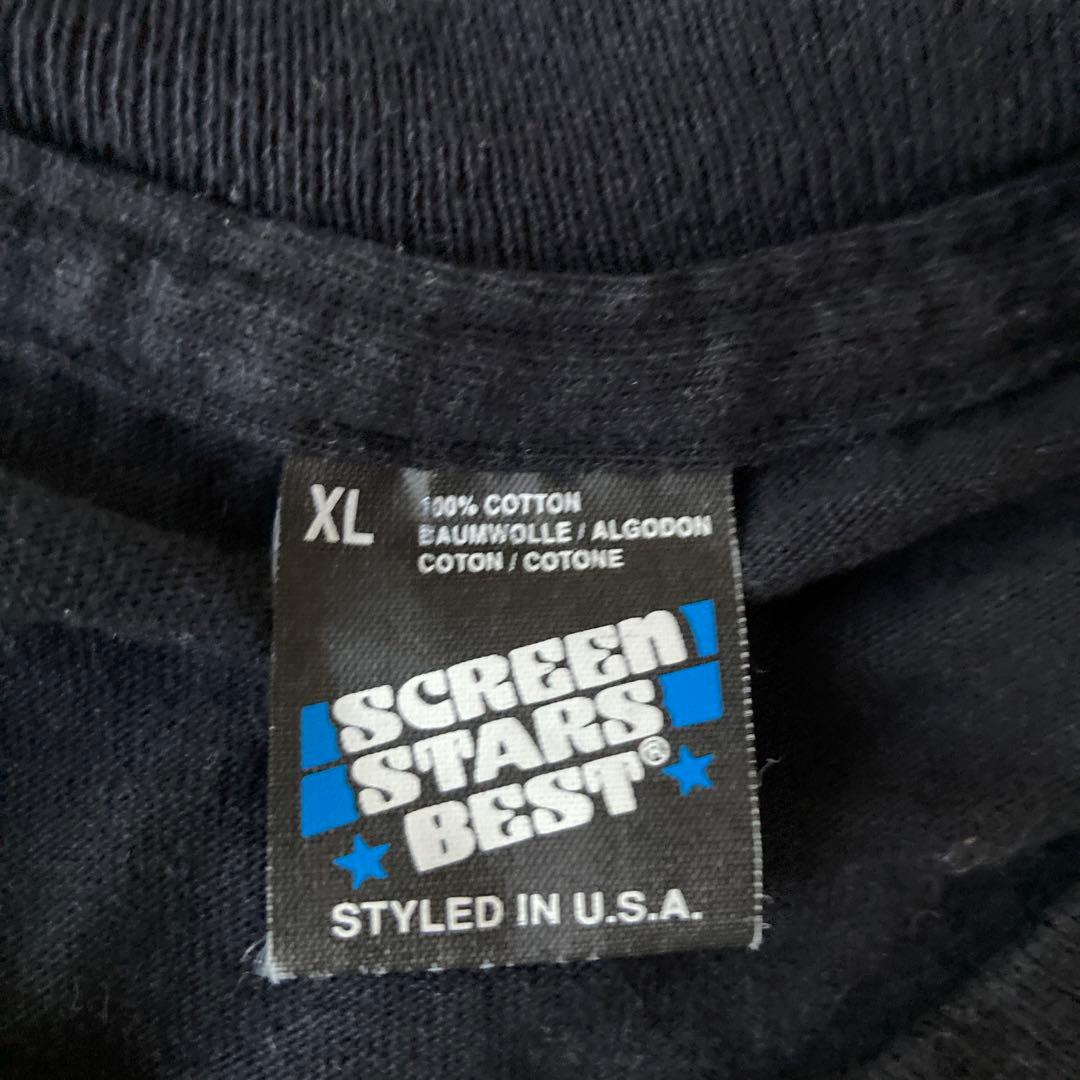 XL
100% COTTON
BAUMWOLLE / ALGODON
COTON / COTONE
SCREEN
STARS
BEST®
STYLED IN U.S.A.